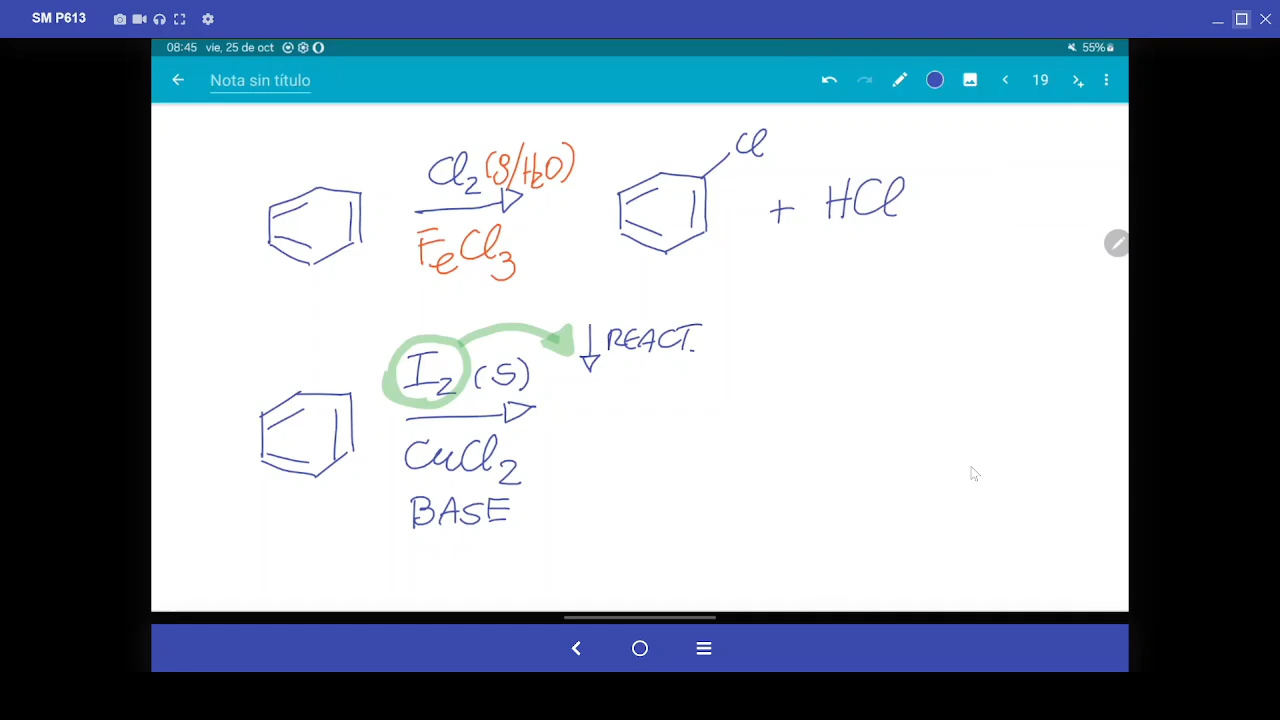 SM P613
08:45 vie, 25 de oct
55%
Nota sin título
19
Cl
Cl2 (g/H2O)
+ HCl
FeCl3
↓ REACT.
I2 (s)
CuCl2
BASE